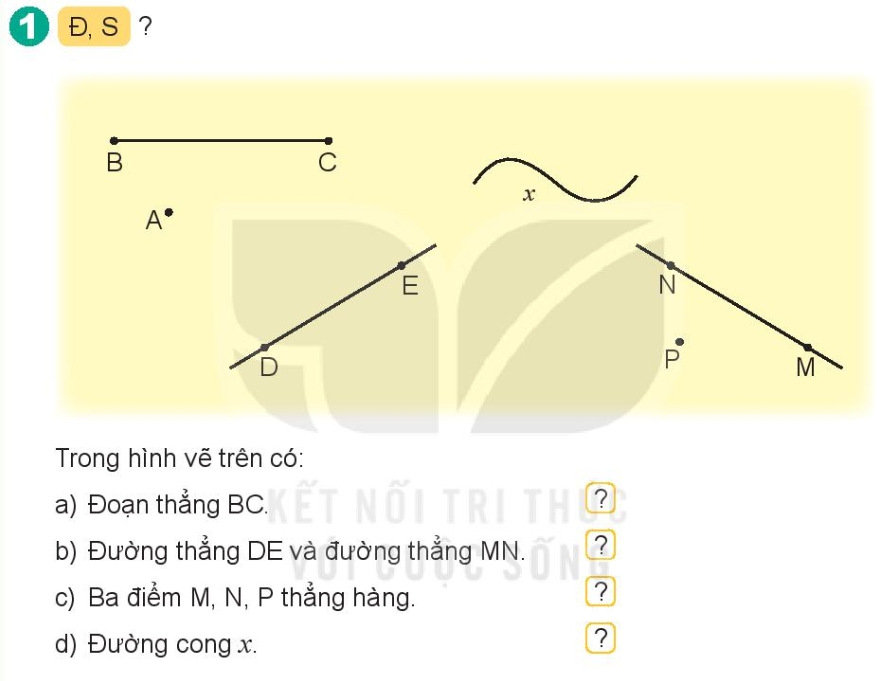 1 Đ, S ?
B C
x
A
E N
P
D M
Trong hình vẽ trên có:
KẾT NỐI TRI THỨC
a) Đoạn thẳng BC. ?
b) Đường thẳng DE và đường thẳng MN. ?
VỚI CUỘC SỐNG
c) Ba điểm M, N, P thẳng hàng. ?
d) Đường cong x. ?